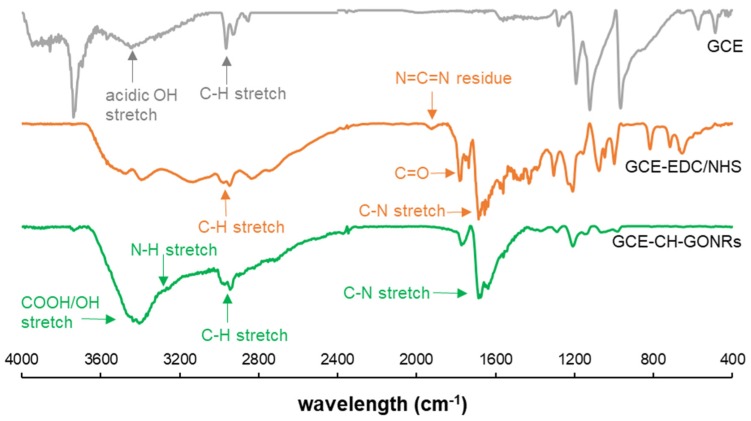 GCE
acidic OH
stretch
C-H stretch
N=C=N residue
GCE-EDC/NHS
C=O
C-H stretch
C-N stretch
GCE-CH-GONRs
N-H stretch
COOH/OH
stretch
C-H stretch
C-N stretch
4000 3600 3200 2800 2400 2000 1600 1200 800 400
wavelength (cm⁻¹)